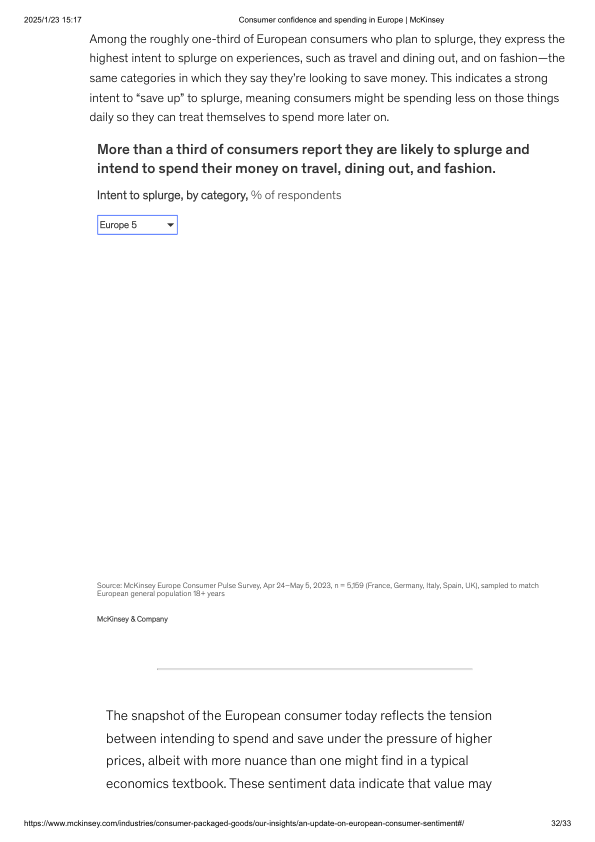 2025/1/23 15:17
Consumer confidence and spending in Europe | McKinsey
Among the roughly one-third of European consumers who plan to splurge, they express the
highest intent to splurge on experiences, such as travel and dining out, and on fashion—the
same categories in which they say they're looking to save money. This indicates a strong
intent to “save up” to splurge, meaning consumers might be spending less on those things
daily so they can treat themselves to spend more later on.
More than a third of consumers report they are likely to splurge and
intend to spend their money on travel, dining out, and fashion.
Intent to splurge, by category, % of respondents
Europe 5
Source: McKinsey Europe Consumer Pulse Survey, Apr 24–May 5, 2023, n = 5,159 (France, Germany, Italy, Spain, UK), sampled to match
European general population 18+ years
McKinsey & Company
The snapshot of the European consumer today reflects the tension
between intending to spend and save under the pressure of higher
prices, albeit with more nuance than one might find in a typical
economics textbook. These sentiment data indicate that value may
https://www.mckinsey.com/industries/consumer-packaged-goods/our-insights/an-update-on-european-consumer-sentiment#/
32/33